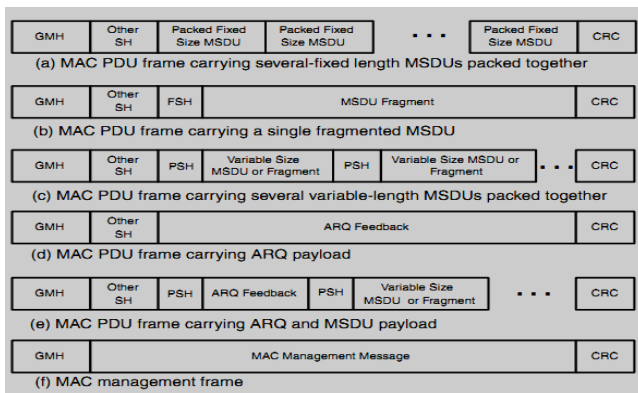 GMH Other SH Packed Fixed Size MSDU Packed Fixed Size MSDU . . . Packed Fixed Size MSDU CRC
(a) MAC PDU frame carrying several-fixed length MSDUs packed together
GMH Other SH FSH MSDU Fragment CRC
(b) MAC PDU frame carrying a single fragmented MSDU
GMH Other SH PSH Variable Size MSDU or Fragment PSH Variable Size MSDU or Fragment . . . CRC
(c) MAC PDU frame carrying several variable-length MSDUs packed together
GMH Other SH ARQ Feedback CRC
(d) MAC PDU frame carrying ARQ payload
GMH Other SH PSH ARQ Feedback PSH Variable Size MSDU or Fragment . . . CRC
(e) MAC PDU frame carrying ARQ and MSDU payload
GMH MAC Management Message CRC
(f) MAC management frame